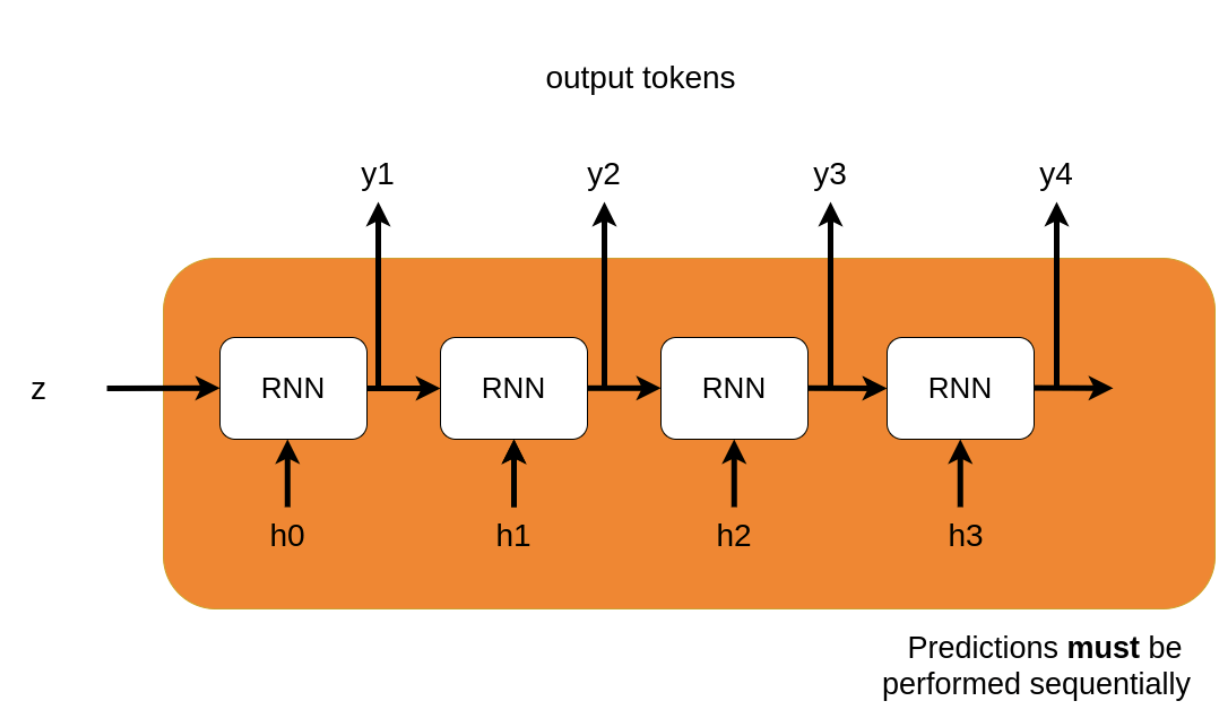 output tokens
y1
y2
y3
y4
z
RNN
RNN
RNN
RNN
h0
h1
h2
h3
Predictions must be
performed sequentially